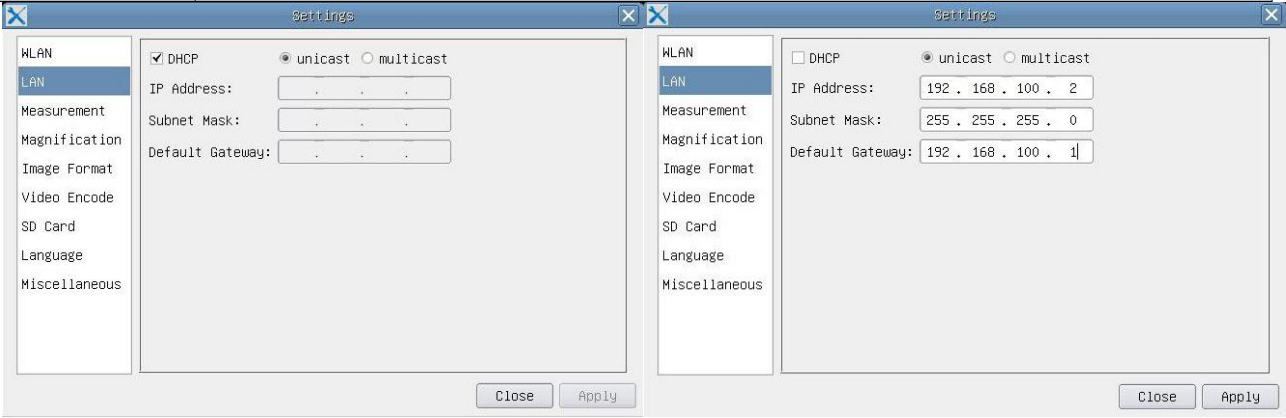 Settings
WLAN
LAN
Measurement
Magnification
Image Format
Video Encode
SD Card
Language
Miscellaneous
DHCP unicast multicast
IP Address: . . .
Subnet Mask: . . .
Default Gateway: . . .
Close Apply
Settings
WLAN
LAN
Measurement
Magnification
Image Format
Video Encode
SD Card
Language
Miscellaneous
DHCP unicast multicast
IP Address: 192 . 168 . 100 . 2
Subnet Mask: 255 . 255 . 255 . 0
Default Gateway: 192 . 168 . 100 . 1
Close Apply